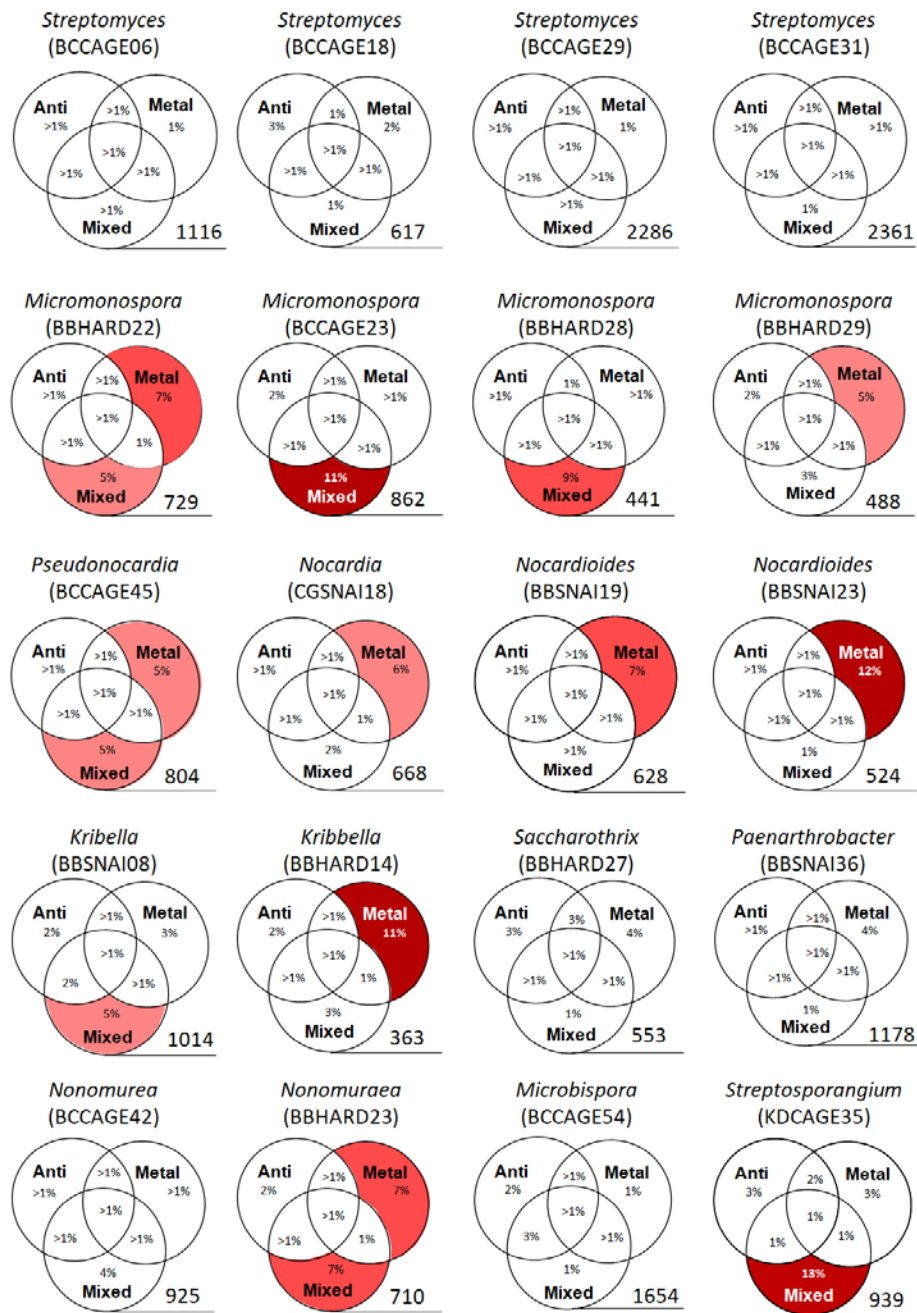 Streptomyces
(BCCAGE06)
Anti
>1%
>1%
Metal
1%
>1%
>1%
>1%
>1%
Mixed
1116
Streptomyces
(BCCAGE18)
Anti
3%
1%
Metal
2%
>1%
>1%
>1%
1%
Mixed
617
Streptomyces
(BCCAGE29)
Anti
>1%
>1%
Metal
1%
>1%
>1%
>1%
>1%
Mixed
2286
Streptomyces
(BCCAGE31)
Anti
>1%
>1%
Metal
>1%
>1%
>1%
>1%
1%
Mixed
2361
Micromonospora
(BBHARD22)
Anti
>1%
>1%
Metal
7%
>1%
>1%
1%
5%
Mixed
729
Micromonospora
(BCCAGE23)
Anti
2%
>1%
Metal
>1%
>1%
>1%
>1%
11%
Mixed
862
Micromonospora
(BBHARD28)
Anti
>1%
1%
Metal
>1%
>1%
>1%
>1%
9%
Mixed
441
Micromonospora
(BBHARD29)
Anti
2%
>1%
Metal
5%
>1%
>1%
>1%
3%
Mixed
488
Pseudonocardia
(BCCAGE45)
Anti
>1%
>1%
Metal
5%
>1%
>1%
>1%
5%
Mixed
804
Nocardia
(CGSNAI18)
Anti
>1%
>1%
Metal
6%
>1%
>1%
1%
2%
Mixed
668
Nocardioides
(BBSNAI19)
Anti
>1%
>1%
Metal
7%
>1%
>1%
>1%
>1%
Mixed
628
Nocardioides
(BBSNAI23)
Anti
>1%
>1%
Metal
12%
>1%
>1%
>1%
1%
Mixed
524
Kribella
(BBSNAI08)
Anti
2%
>1%
Metal
3%
>1%
2%
>1%
5%
Mixed
1014
Kribbella
(BBHARD14)
Anti
2%
>1%
Metal
11%
>1%
>1%
1%
3%
Mixed
363
Saccharothrix
(BBHARD27)
Anti
3%
3%
Metal
4%
>1%
>1%
>1%
1%
Mixed
553
Paenarthrobacter
(BBSNAI36)
Anti
>1%
>1%
Metal
4%
>1%
>1%
>1%
1%
Mixed
1178
Nonomurea
(BCCAGE42)
Anti
>1%
>1%
Metal
>1%
>1%
>1%
>1%
4%
Mixed
925
Nonomuraea
(BBHARD23)
Anti
2%
>1%
Metal
7%
>1%
>1%
1%
7%
Mixed
710
Microbispora
(BCCAGE54)
Anti
2%
>1%
Metal
1%
>1%
3%
>1%
1%
Mixed
1654
Streptosporangium
(KDCAGE35)
Anti
3%
2%
Metal
3%
1%
1%
1%
13%
Mixed
939